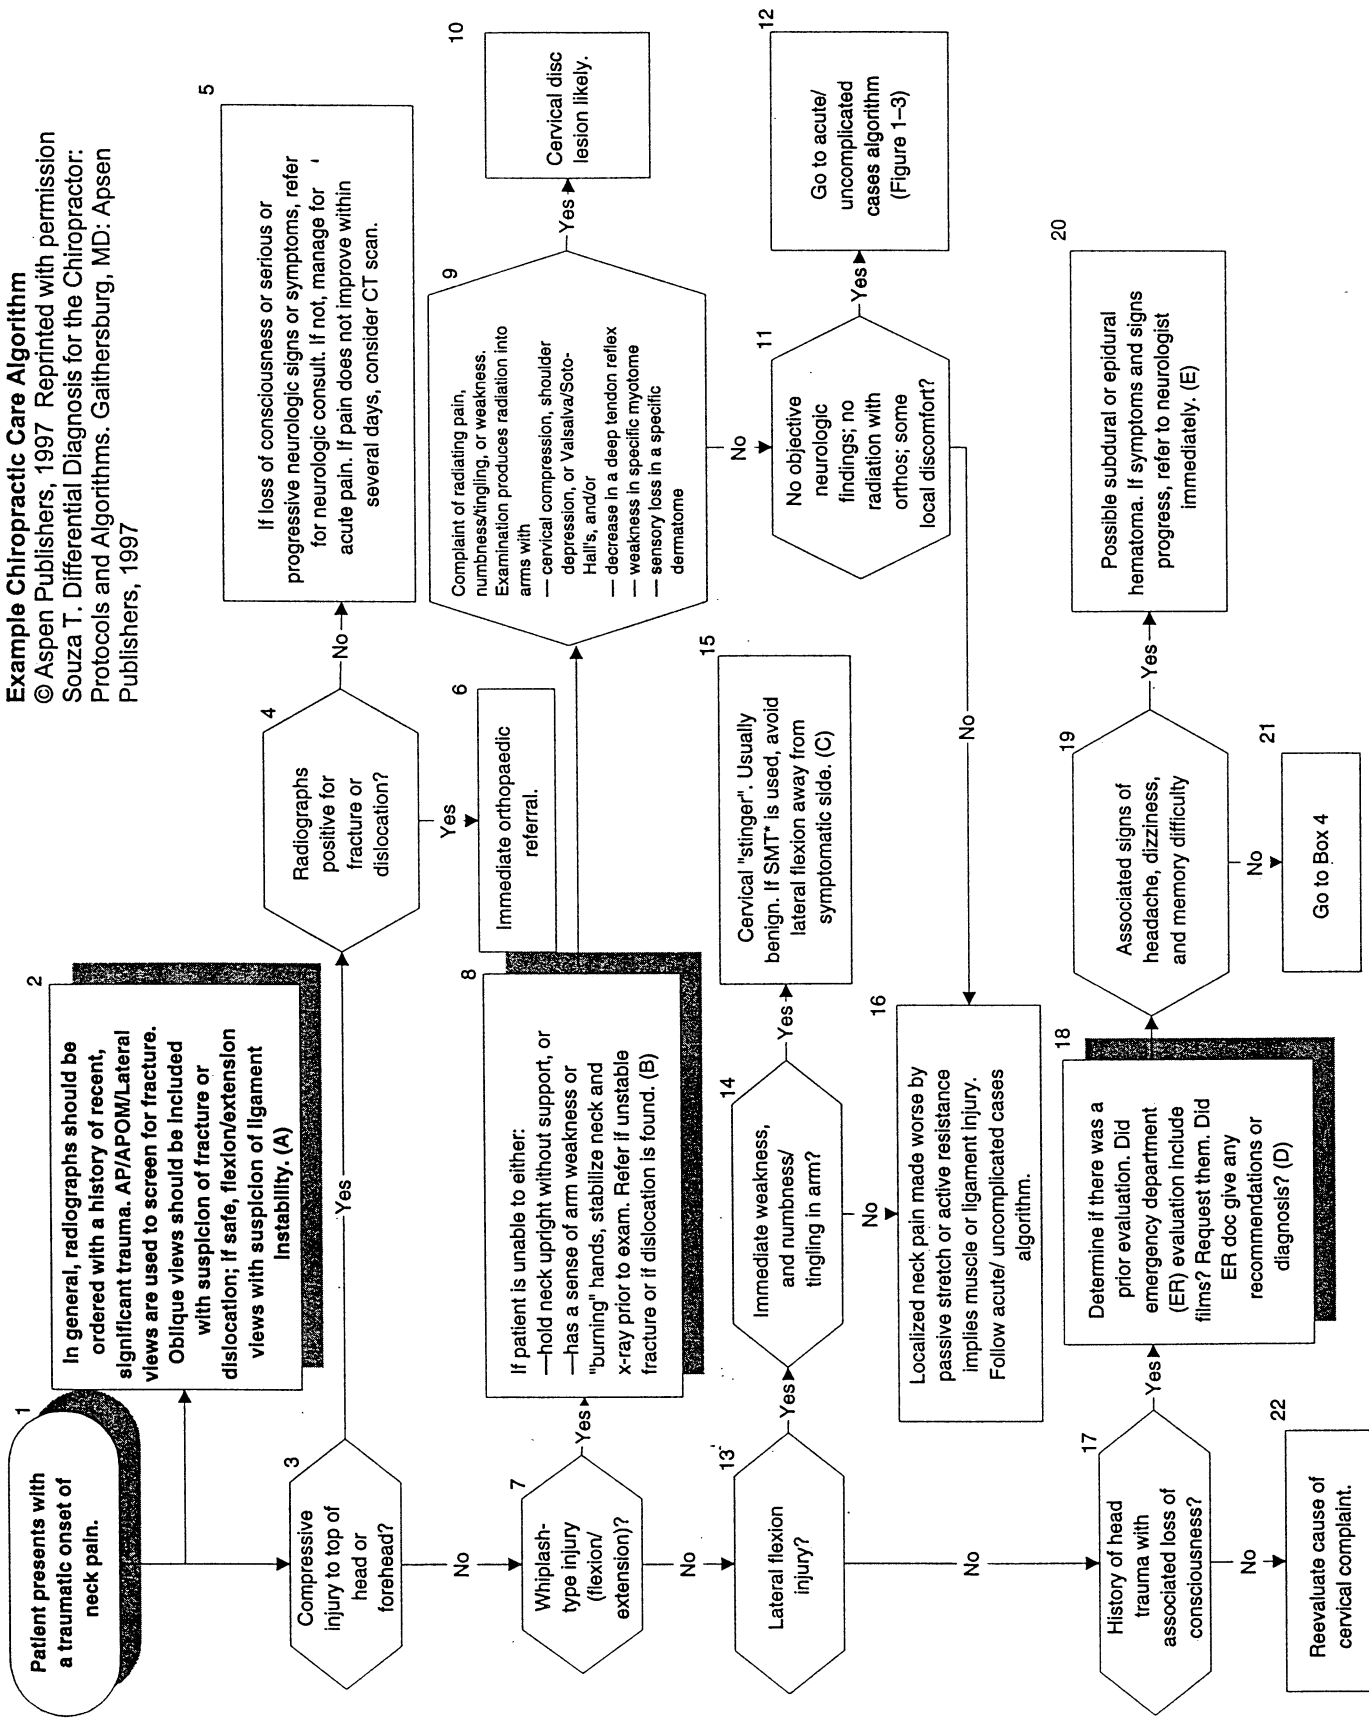 Example Chiropractic Care Algorithm
© Aspen Publishers, 1997 Reprinted with permission
Souza T. Differential Diagnosis for the Chiropractor:
Protocols and Algorithms. Gaithersburg, MD: Apsen
Publishers, 1997
1
Patient presents with
a traumatic onset of
neck pain.
2
In general, radiographs should be
ordered with a history of recent,
significant trauma. AP/APOM/Lateral
views are used to screen for fracture.
Oblique views should be included
with suspicion of fracture or
dislocation; if safe, flexion/extension
views with suspicion of ligament
Instability. (A)
3
Compressive
injury to top of
head or
forehead?
Yes
No
4
Radiographs
positive for
fracture or
dislocation?
No
Yes
5
If loss of consciousness or serious or
progressive neurologic signs or symptoms, refer
for neurologic consult. If not, manage for
acute pain. If pain does not improve within
several days, consider CT scan.
6
Immediate orthopaedic
referral.
7
Whiplash-
type injury
(flexion/
extension)?
Yes
No
8
If patient is unable to either:
—hold neck upright without support, or
—has a sense of arm weakness or
"burning" hands, stabilize neck and
x-ray prior to exam. Refer if unstable
fracture or if dislocation is found. (B)
9
Complaint of radiating pain,
numbness/tingling, or weakness.
Examination produces radiation into
arms with
— cervical compression, shoulder
depression, or Valsalva/Soto-
Hall's, and/or
— decrease in a deep tendon reflex
— weakness in specific myotome
— sensory loss in a specific
dermatome
Yes
No
10
Cervical disc
lesion likely.
11
No objective
neurologic
findings; no
radiation with
orthos; some
local discomfort?
Yes
No
12
Go to acute/
uncomplicated
cases algorithm
(Figure 1–3)
13
Lateral flexion
injury?
Yes
No
14
Immediate weakness,
and numbness/
tingling in arm?
Yes
No
15
Cervical "stinger". Usually
benign. If SMT* is used, avoid
lateral flexion away from
symptomatic side. (C)
16
Localized neck pain made worse by
passive stretch or active resistance
implies muscle or ligament injury.
Follow acute/ uncomplicated cases
algorithm.
17
History of head
trauma with
associated loss of
consciousness?
Yes
No
18
Determine if there was a
prior evaluation. Did
emergency department
(ER) evaluation include
films? Request them. Did
ER doc give any
recommendations or
diagnosis? (D)
19
Associated signs of
headache, dizziness,
and memory difficulty
Yes
No
20
Possible subdural or epidural
hematoma. If symptoms and signs
progress, refer to neurologist
immediately. (E)
21
Go to Box 4
22
Reevaluate cause of
cervical complaint.